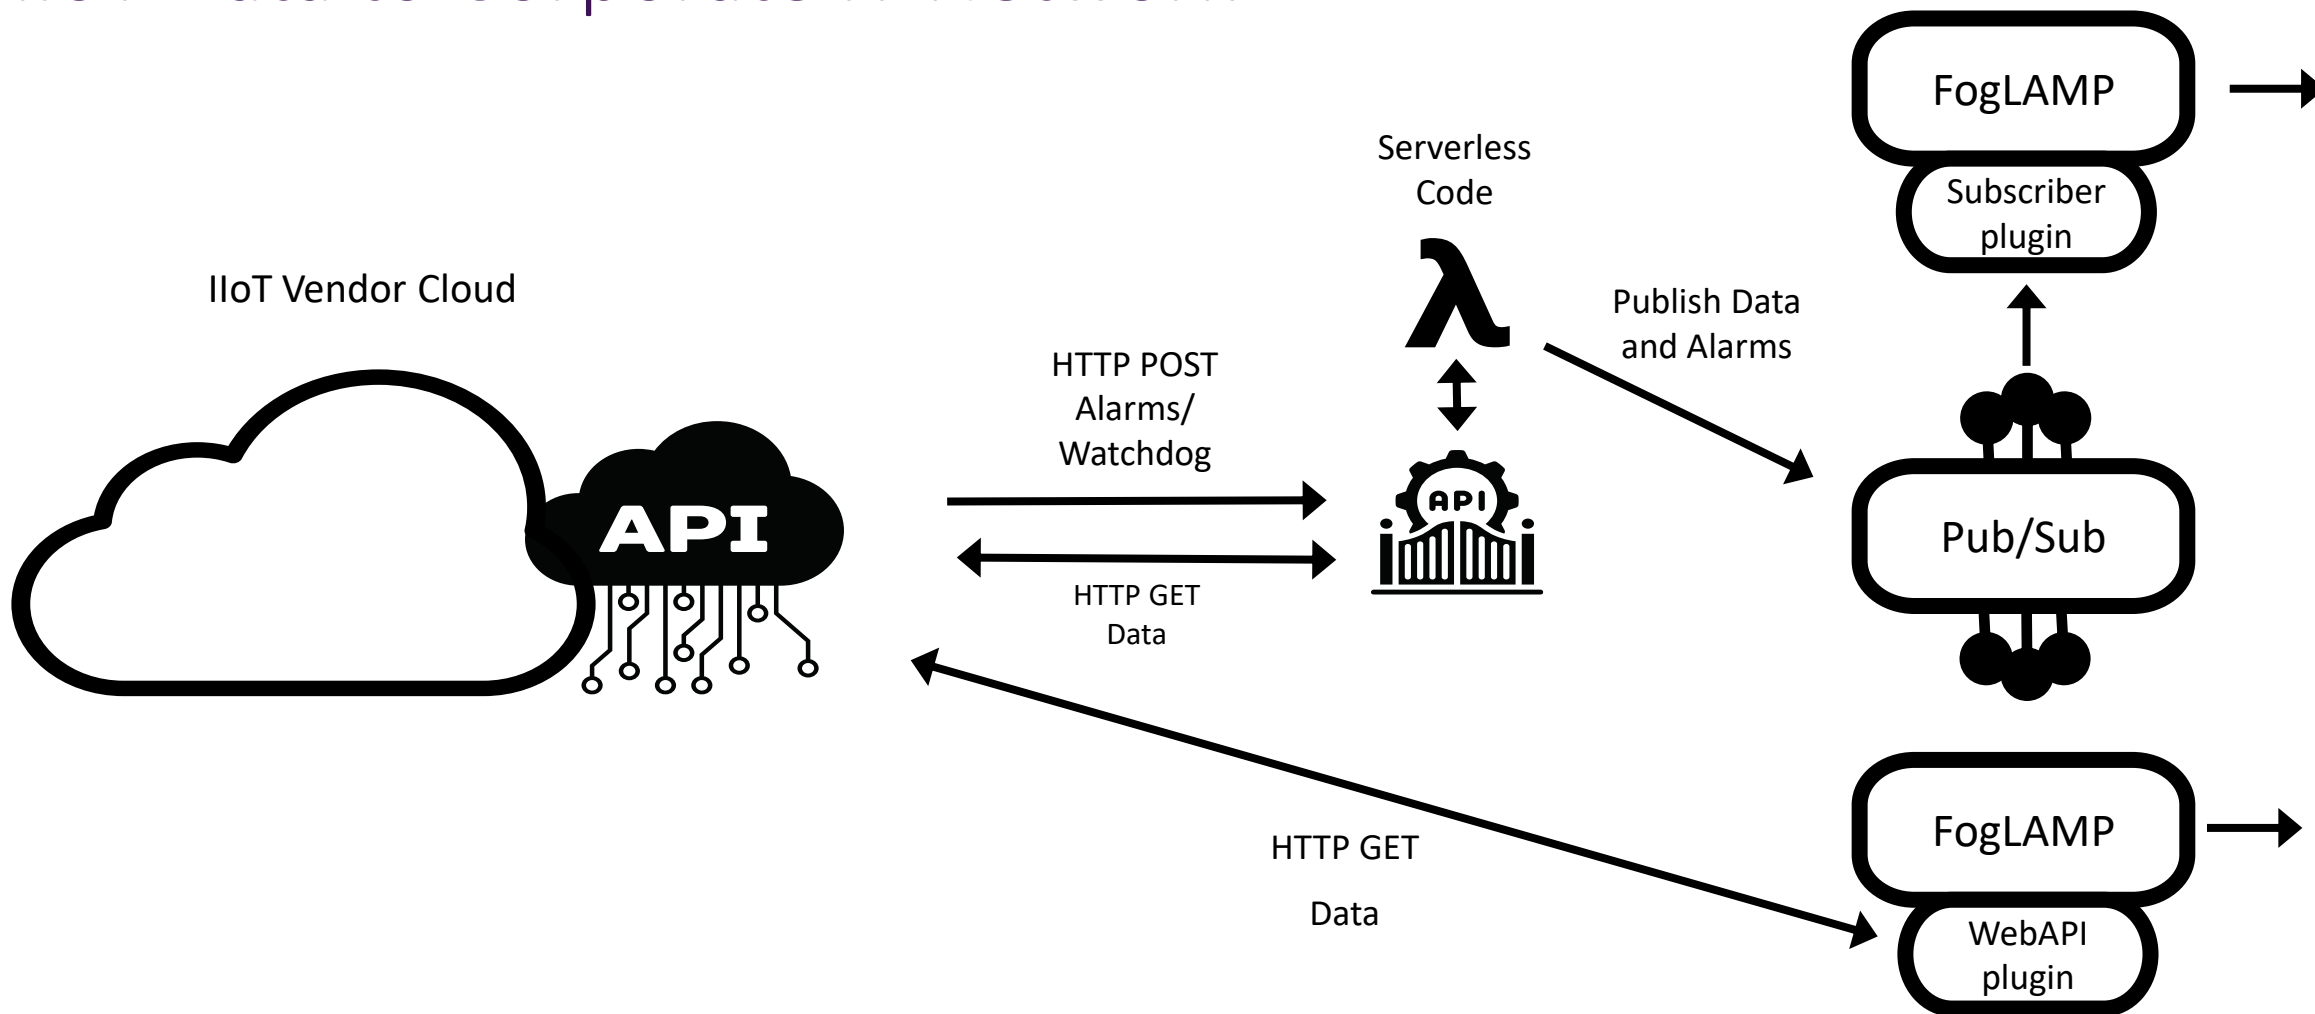 FogLAMP
Subscriber
plugin
Serverless
Code
IIoT Vendor Cloud
Publish Data
and Alarms
HTTP POST
Alarms/
Watchdog
API
API
HTTP GET
Data
Pub/Sub
HTTP GET
Data
FogLAMP
WebAPI
plugin